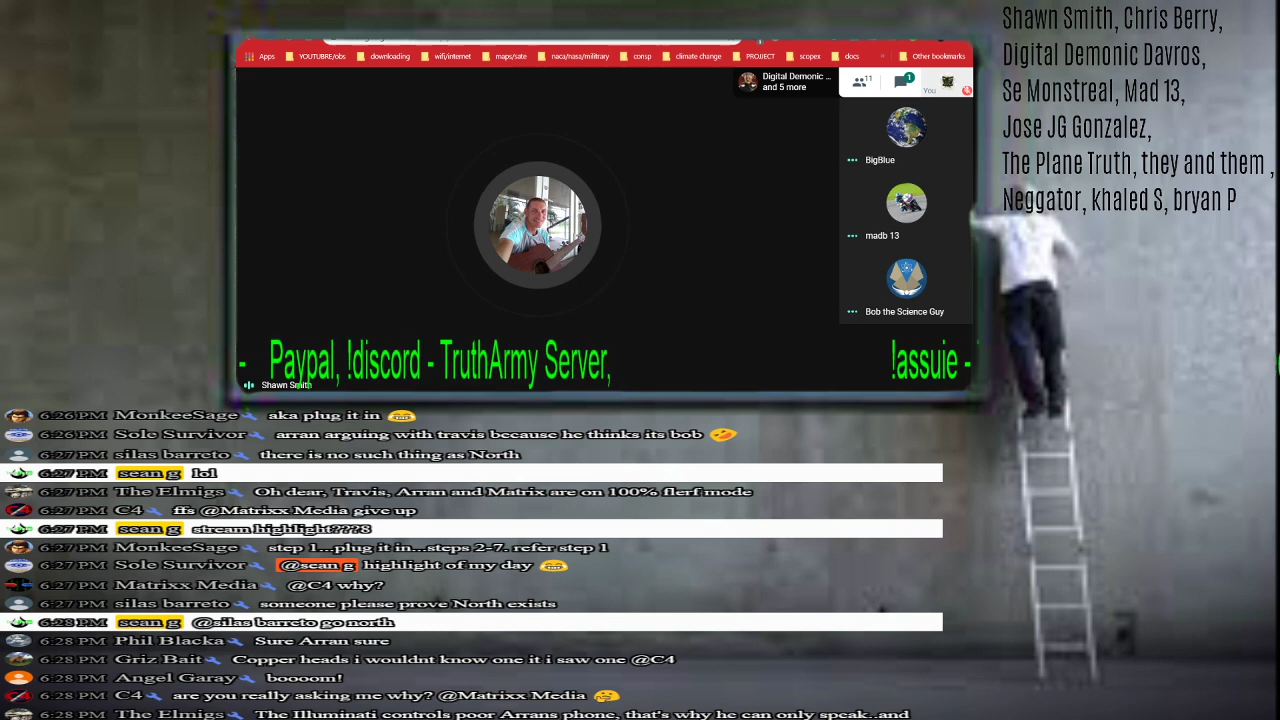 Shawn Smith, Chris Berry,
Digital Demonic Davros,
Se Monstreal, Mad 13,
Jose JG Gonzalez,
The Plane Truth, they and them ,
Neggator, khaled S, bryan P
Apps YOUTUBRE/obs downloading wifi/internet maps/sate naca/nasa/militrary consp climate change PROJJECT scopex docs Other bookmarks
Digital Demonic ...
and 5 more
11 1 You
BigBlue
madb 13
Bob the Science Guy
- Paypal, !discord - TruthArmy Server, !assuie -
Shawn Smith
6:26 PM MonkeeSage aka plug it in 😂
6:26 PM Sole Survivor arran arguing with travis because he thinks its bob 🤣
6:27 PM silas barreto there is no such thing as North
6:27 PM sean g lol
6:27 PM The Elmigs Oh dear, Travis, Arran and Matrix are on 100% flerf mode
6:27 PM C4 ffs @Matrixx Media give up
6:27 PM sean g stream highlight???8
6:27 PM MonkeeSage step 1...plug it in...steps 2-7. refer step 1
6:27 PM Sole Survivor @sean g highlight of my day 😂
6:27 PM Matrixx Media @C4 why?
6:27 PM silas barreto someone please prove North exists
6:28 PM sean g @silas barreto go north
6:28 PM Phil Blacka Sure Arran sure
6:28 PM Griz Bait Copper heads i wouldnt know one it i saw one @C4
6:28 PM Angel Garay boooom!
6:28 PM C4 are you really asking me why? @Matrixx Media 🤔
6:28 PM The Elmigs The Illuminati controls poor Arrans phone, that's why he can only speak..and